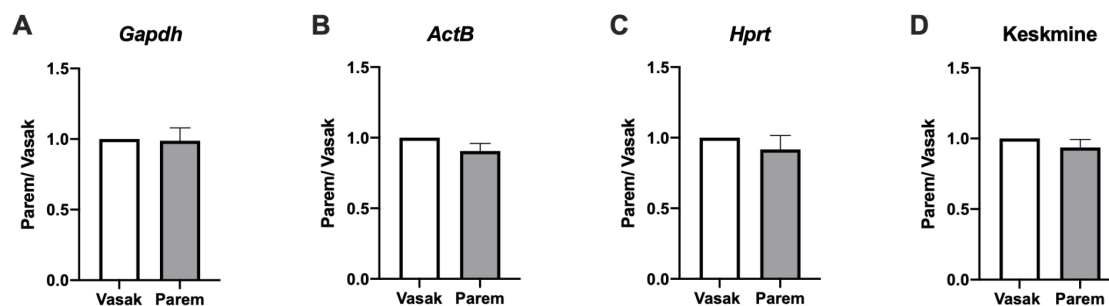 A
Gapdh
Parem/ Vasak
1.5
1.0
0.5
0.0
Vasak Parem
B
ActB
Parem/ Vasak
1.5
1.0
0.5
0.0
Vasak Parem
C
Hprt
Parem/ Vasak
1.5
1.0
0.5
0.0
Vasak Parem
D
Keskmine
Parem/ Vasak
1.5
1.0
0.5
0.0
Vasak Parem